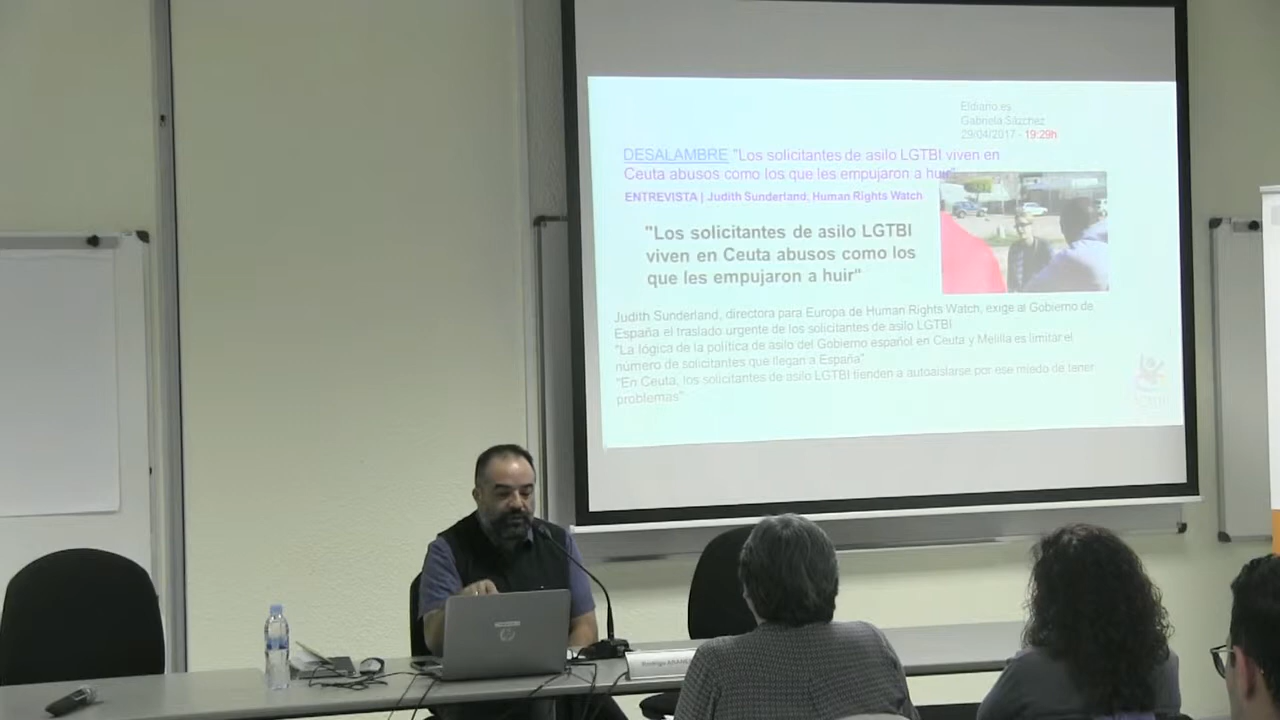 Eldiario.es
Gabriela Sánchez
29/04/2017 - 19:29h
DESALAMBRE "Los solicitantes de asilo LGTBI viven en
Ceuta abusos como los que les empujaron a huir"
ENTREVISTA | Judith Sunderland, Human Rights Watch
"Los solicitantes de asilo LGTBI
viven en Ceuta abusos como los
que les empujaron a huir"
Judith Sunderland, directora para Europa de Human Rights Watch, exige al Gobierno de
España el traslado urgente de los solicitantes de asilo LGTBI
"La lógica de la política de asilo del Gobierno español en Ceuta y Melilla es limitar el
número de solicitantes que llegan a España"
"En Ceuta, los solicitantes de asilo LGTBI tienden a autoaislarse por ese miedo de tener
problemas"
hp
Rodrigo